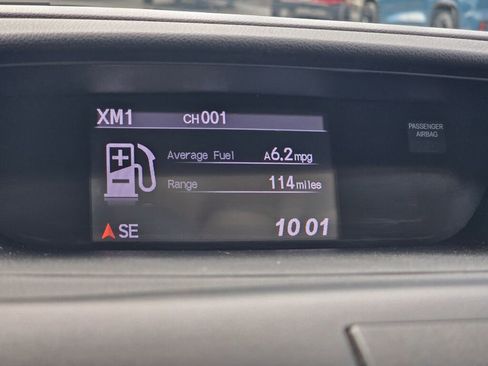 XM1 CH001
PASSENGER
AIRBAG
Average Fuel A6.2mpg
Range 114miles
SE 10 01